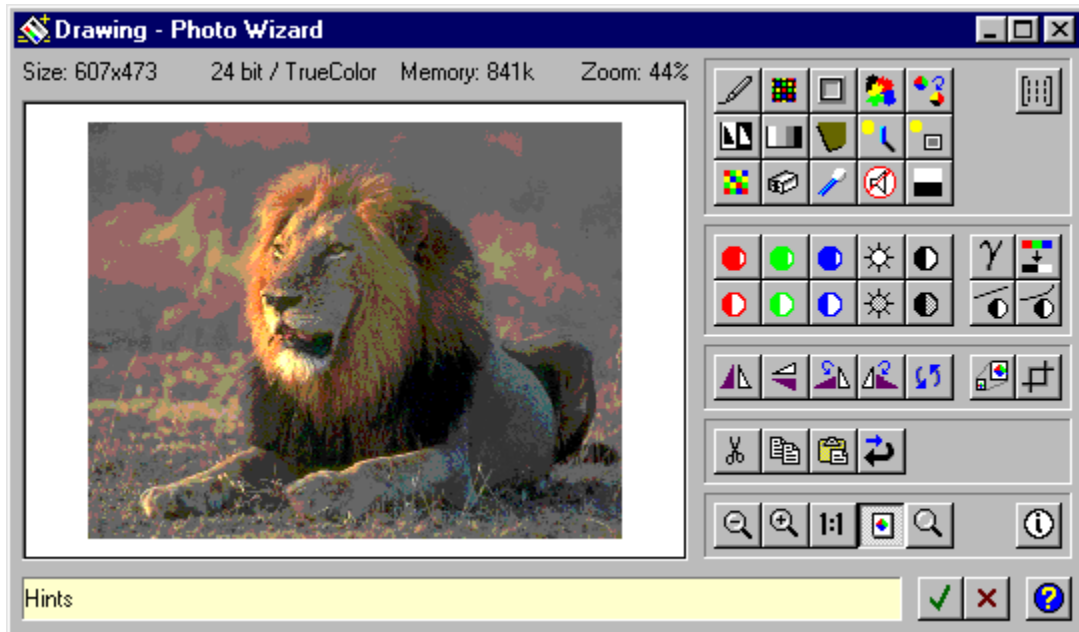 Drawing - Photo Wizard
Size: 607x473 24 bit / TrueColor Memory: 841k Zoom: 44%
γ
1:1
Hints